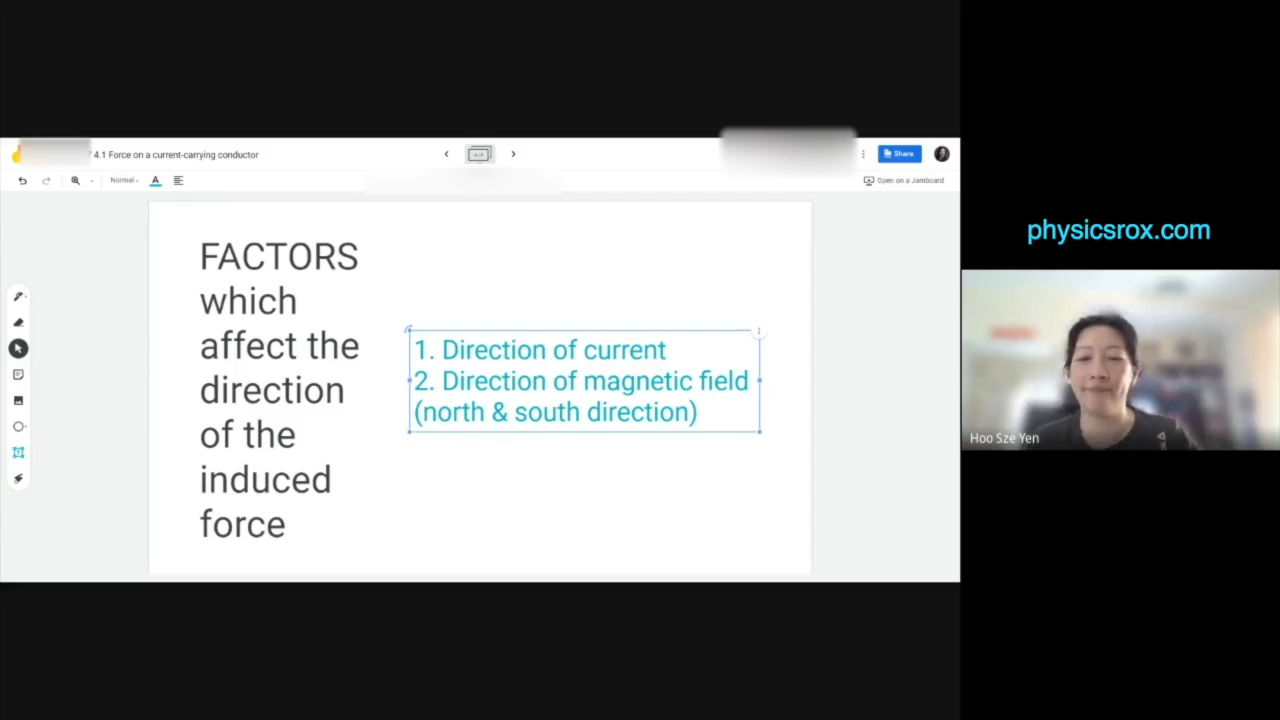 4.1 Force on a current-carrying conductor
Share
Normal
A
Open on a Jamboard
FACTORS
which
affect the
direction
of the
induced
force
1. Direction of current
2. Direction of magnetic field
(north & south direction)
physicsrox.com
Hoo Sze Yen